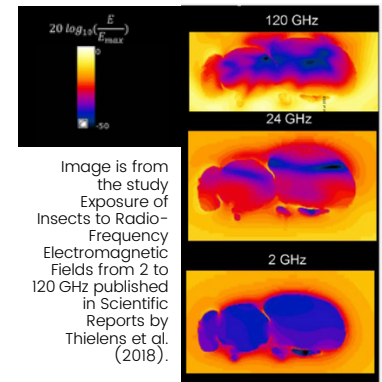 20 log₁₀(E/Eₘₐₓ)
0
-50
120 GHz
24 GHz
2 GHz
Image is from
the study
Exposure of
Insects to Radio-
Frequency
Electromagnetic
Fields from 2 to
120 GHz published
in Scientific
Reports by
Thielens et al.
(2018).